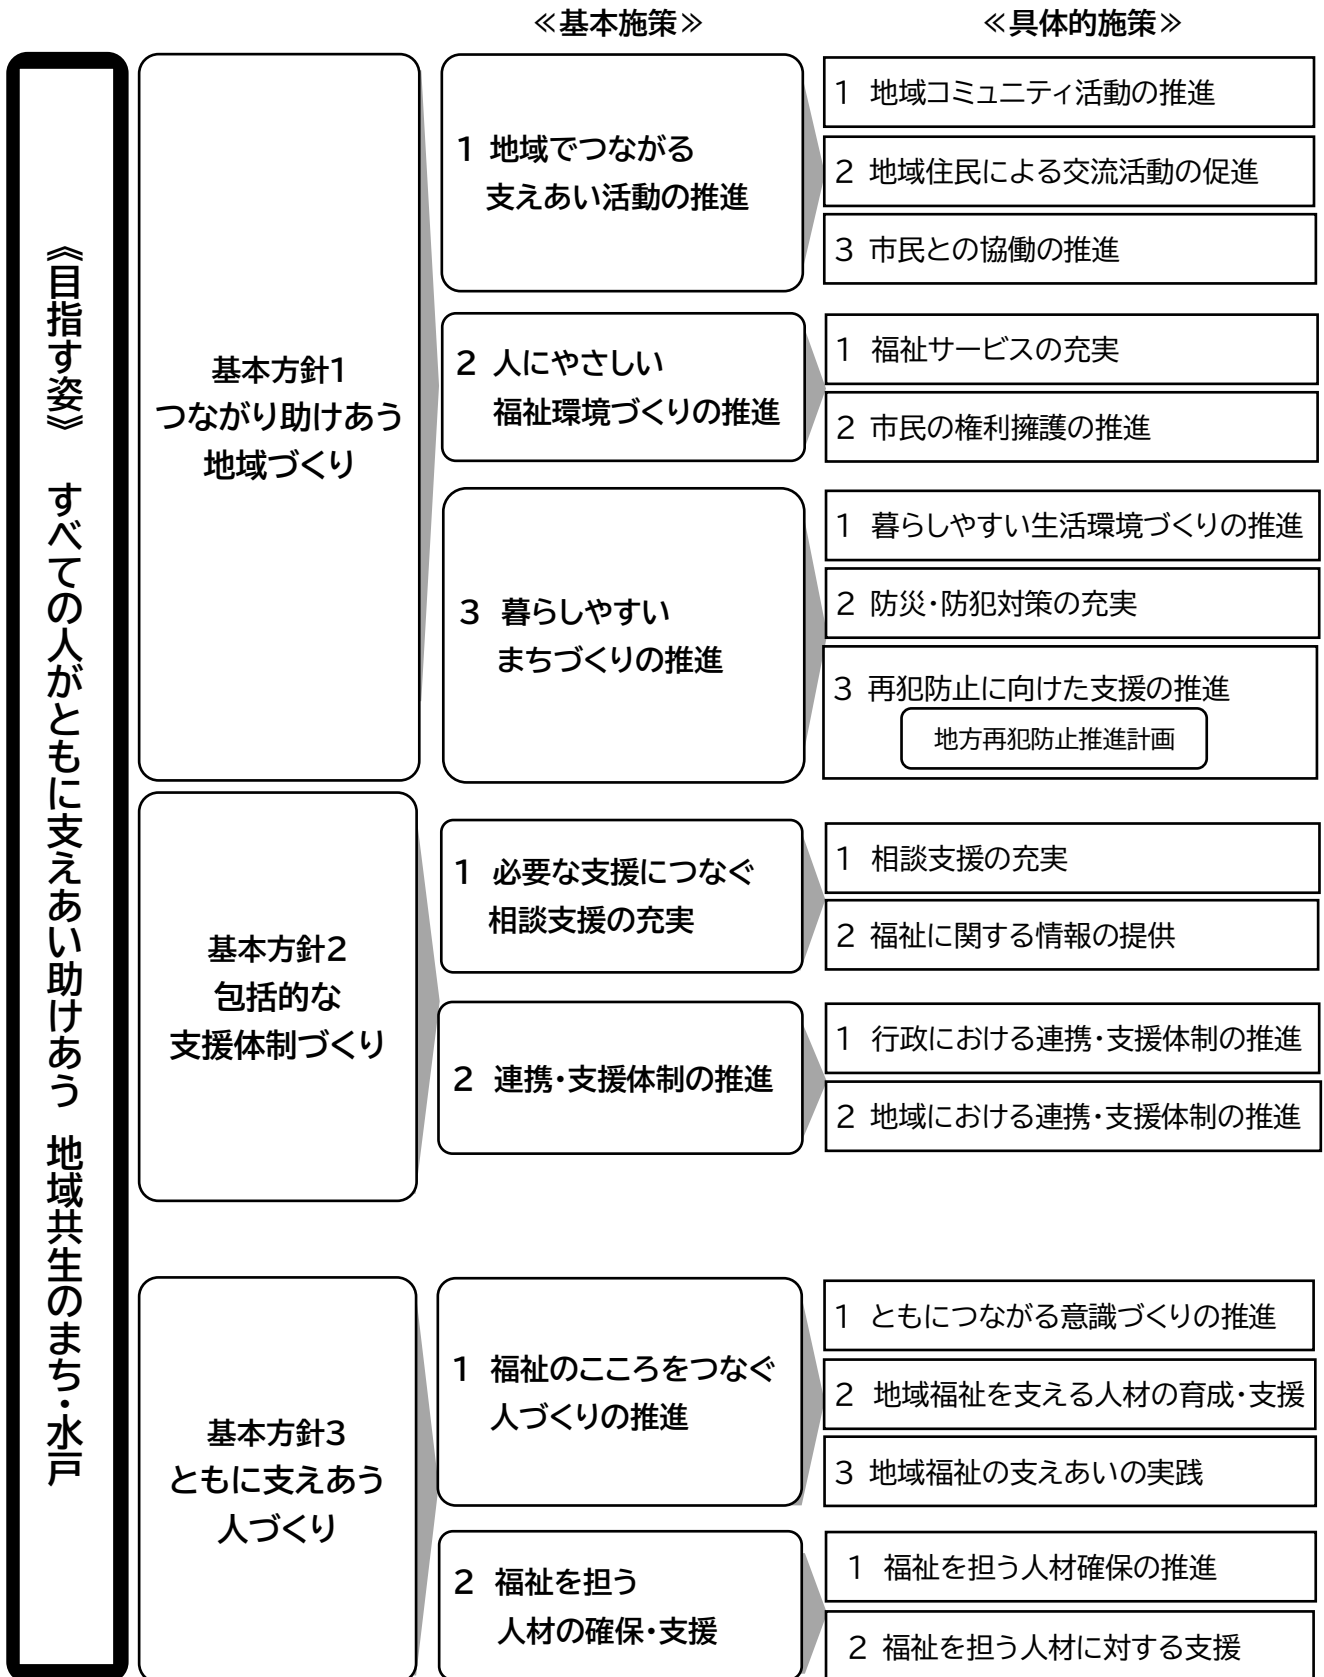 ≪基本施策≫
≪具体的施策≫
《目指す姿》 すべての人がともに支えあい助けあう 地域共生のまち・水戸
基本方針1
つながり助けあう
地域づくり
1 地域でつながる
支えあい活動の推進
1 地域コミュニティ活動の推進
2 地域住民による交流活動の促進
3 市民との協働の推進
2 人にやさしい
福祉環境づくりの推進
1 福祉サービスの充実
2 市民の権利擁護の推進
3 暮らしやすい
まちづくりの推進
1 暮らしやすい生活環境づくりの推進
2 防災・防犯対策の充実
3 再犯防止に向けた支援の推進
地方再犯防止推進計画
基本方針2
包括的な
支援体制づくり
1 必要な支援につなぐ
相談支援の充実
1 相談支援の充実
2 福祉に関する情報の提供
2 連携・支援体制の推進
1 行政における連携・支援体制の推進
2 地域における連携・支援体制の推進
基本方針3
ともに支えあう
人づくり
1 福祉のこころをつなぐ
人づくりの推進
1 ともにつながる意識づくりの推進
2 地域福祉を支える人材の育成・支援
3 地域福祉の支えあいの実践
2 福祉を担う
人材の確保・支援
1 福祉を担う人材確保の推進
2 福祉を担う人材に対する支援